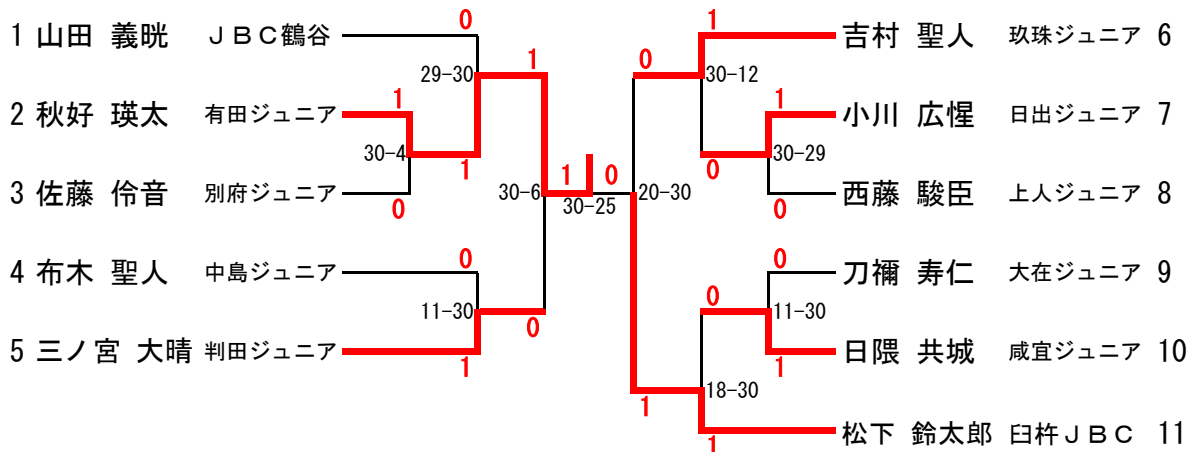 1 山田 義晄 ＪＢＣ鶴谷
2 秋好 瑛太 有田ジュニア
3 佐藤 伶音 別府ジュニア
4 布木 聖人 中島ジュニア
5 三ノ宮 大晴 判田ジュニア
0
29-30
1
30-4
1
0
1
30-6
0
11-30
1
0
1 0
30-25
0
20-30
1
1
30-12
0
1
30-29
0
0
11-30
1
0
18-30
1
吉村 聖人 玖珠ジュニア 6
小川 広惺 日出ジュニア 7
西藤 駿臣 上人ジュニア 8
刀禰 寿仁 大在ジュニア 9
日隈 共城 咸宜ジュニア 10
松下 鈴太郎 臼杵ＪＢＣ 11